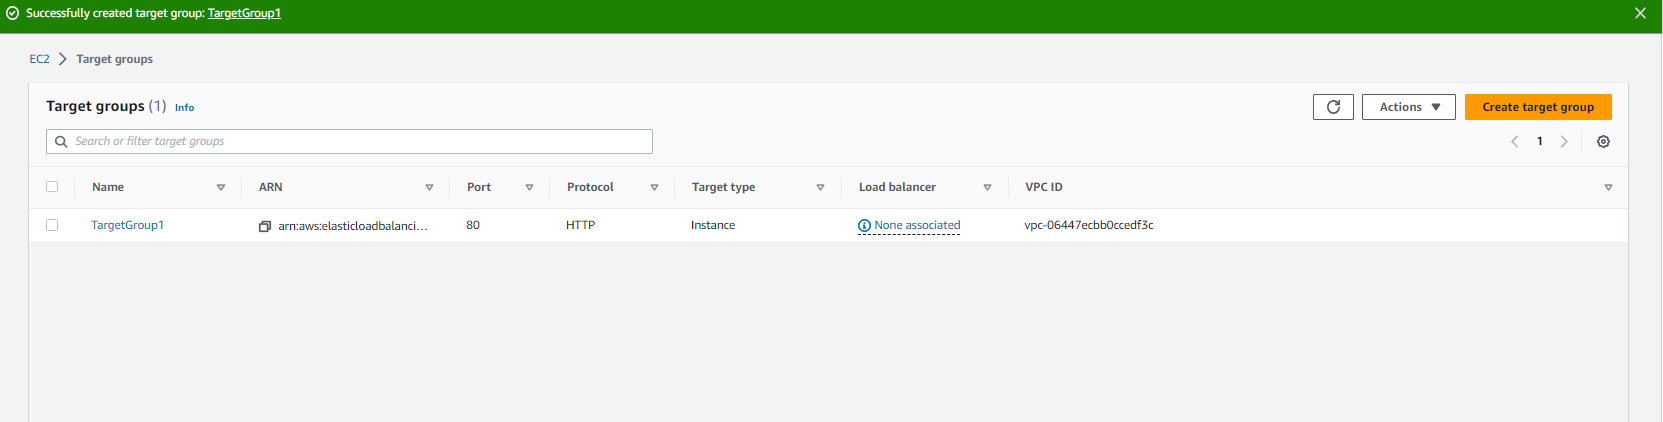 Successfully created target group: TargetGroup1
EC2 > Target groups
Target groups (1) Info
Actions
Create target group
Search or filter target groups
1
Name ARN Port Protocol Target type Load balancer VPC ID
TargetGroup1 arn:aws:elasticloadbalanci... 80 HTTP Instance None associated vpc-06447ecbb0ccedf3c